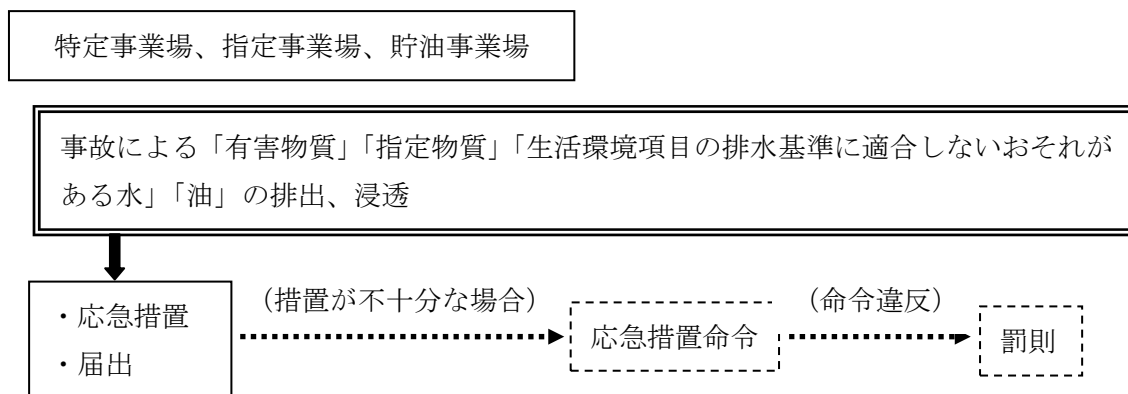 特定事業場、指定事業場、貯油事業場
事故による「有害物質」「指定物質」「生活環境項目の排水基準に適合しないおそれが
ある水」「油」の排出、浸透
・応急措置
・届出
（措置が不十分な場合）
応急措置命令
（命令違反）
罰則